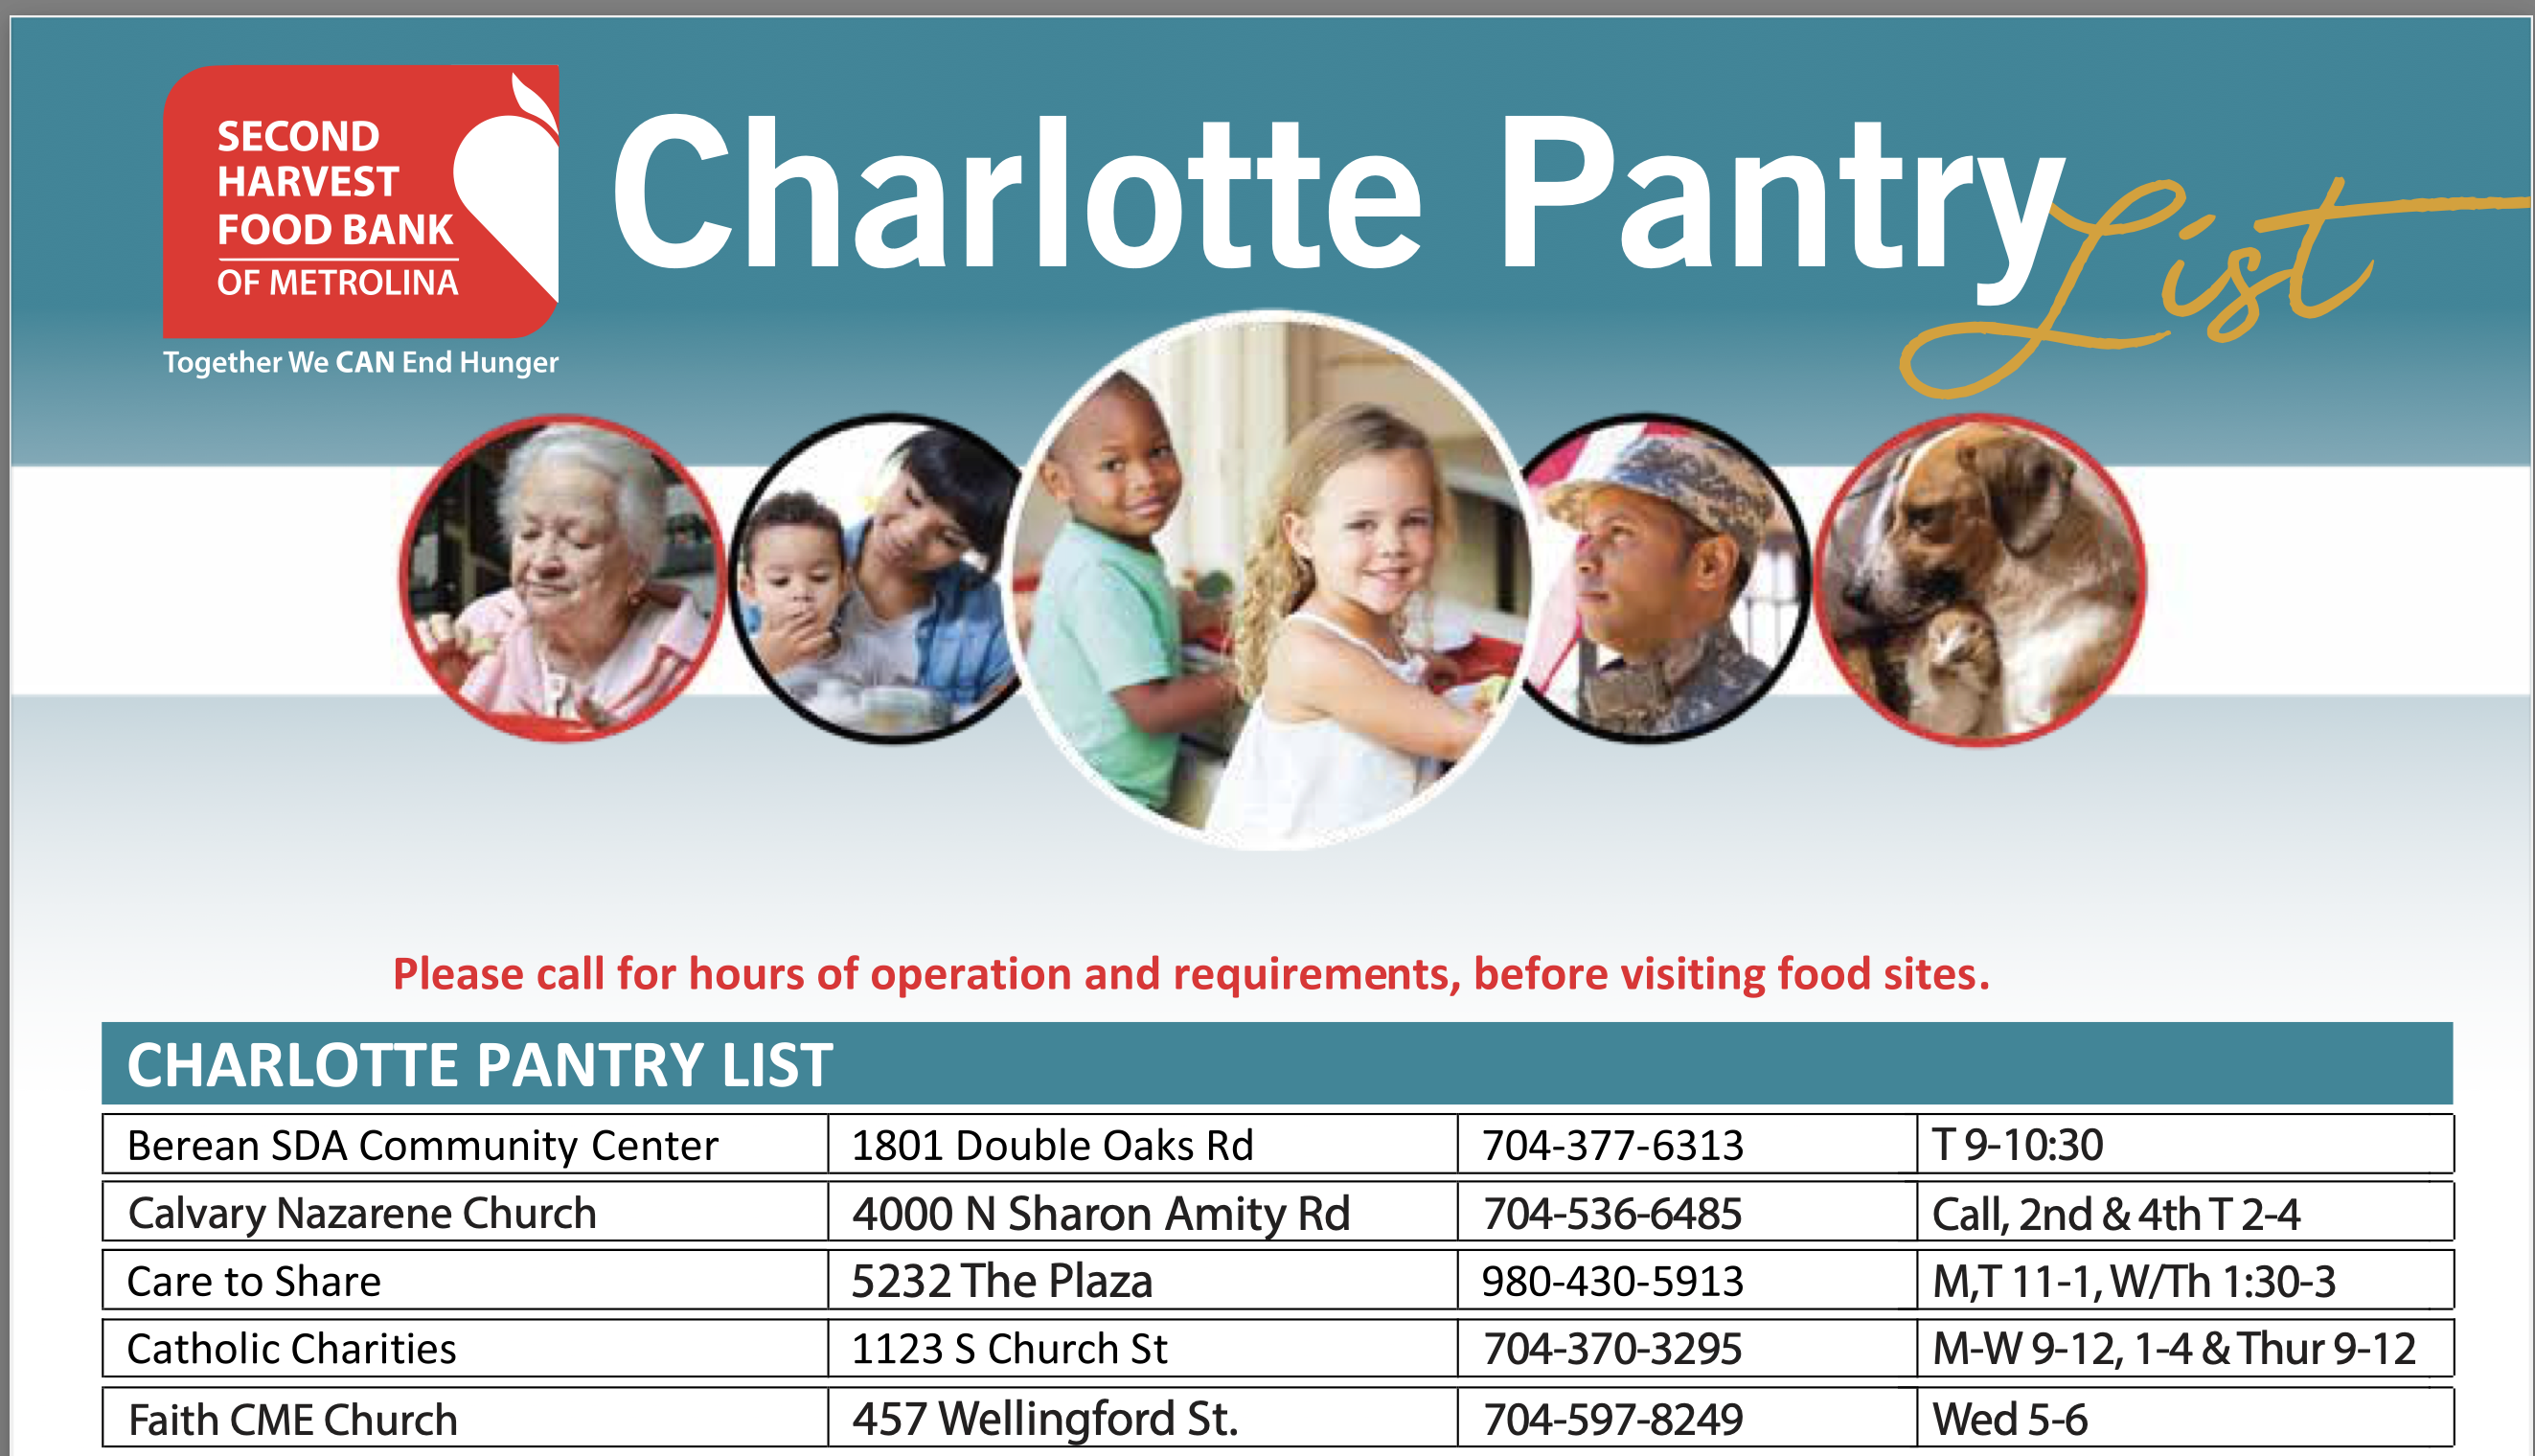 SECOND
HARVEST
FOOD BANK
OF METROLINA
Together We CAN End Hunger
Charlotte Pantry
List
Please call for hours of operation and requirements, before visiting food sites.
CHARLOTTE PANTRY LIST
Berean SDA Community Center 1801 Double Oaks Rd 704-377-6313 T 9-10:30
Calvary Nazarene Church 4000 N Sharon Amity Rd 704-536-6485 Call, 2nd & 4th T 2-4
Care to Share 5232 The Plaza 980-430-5913 M,T 11-1, W/Th 1:30-3
Catholic Charities 1123 S Church St 704-370-3295 M-W 9-12, 1-4 & Thur 9-12
Faith CME Church 457 Wellingford St. 704-597-8249 Wed 5-6